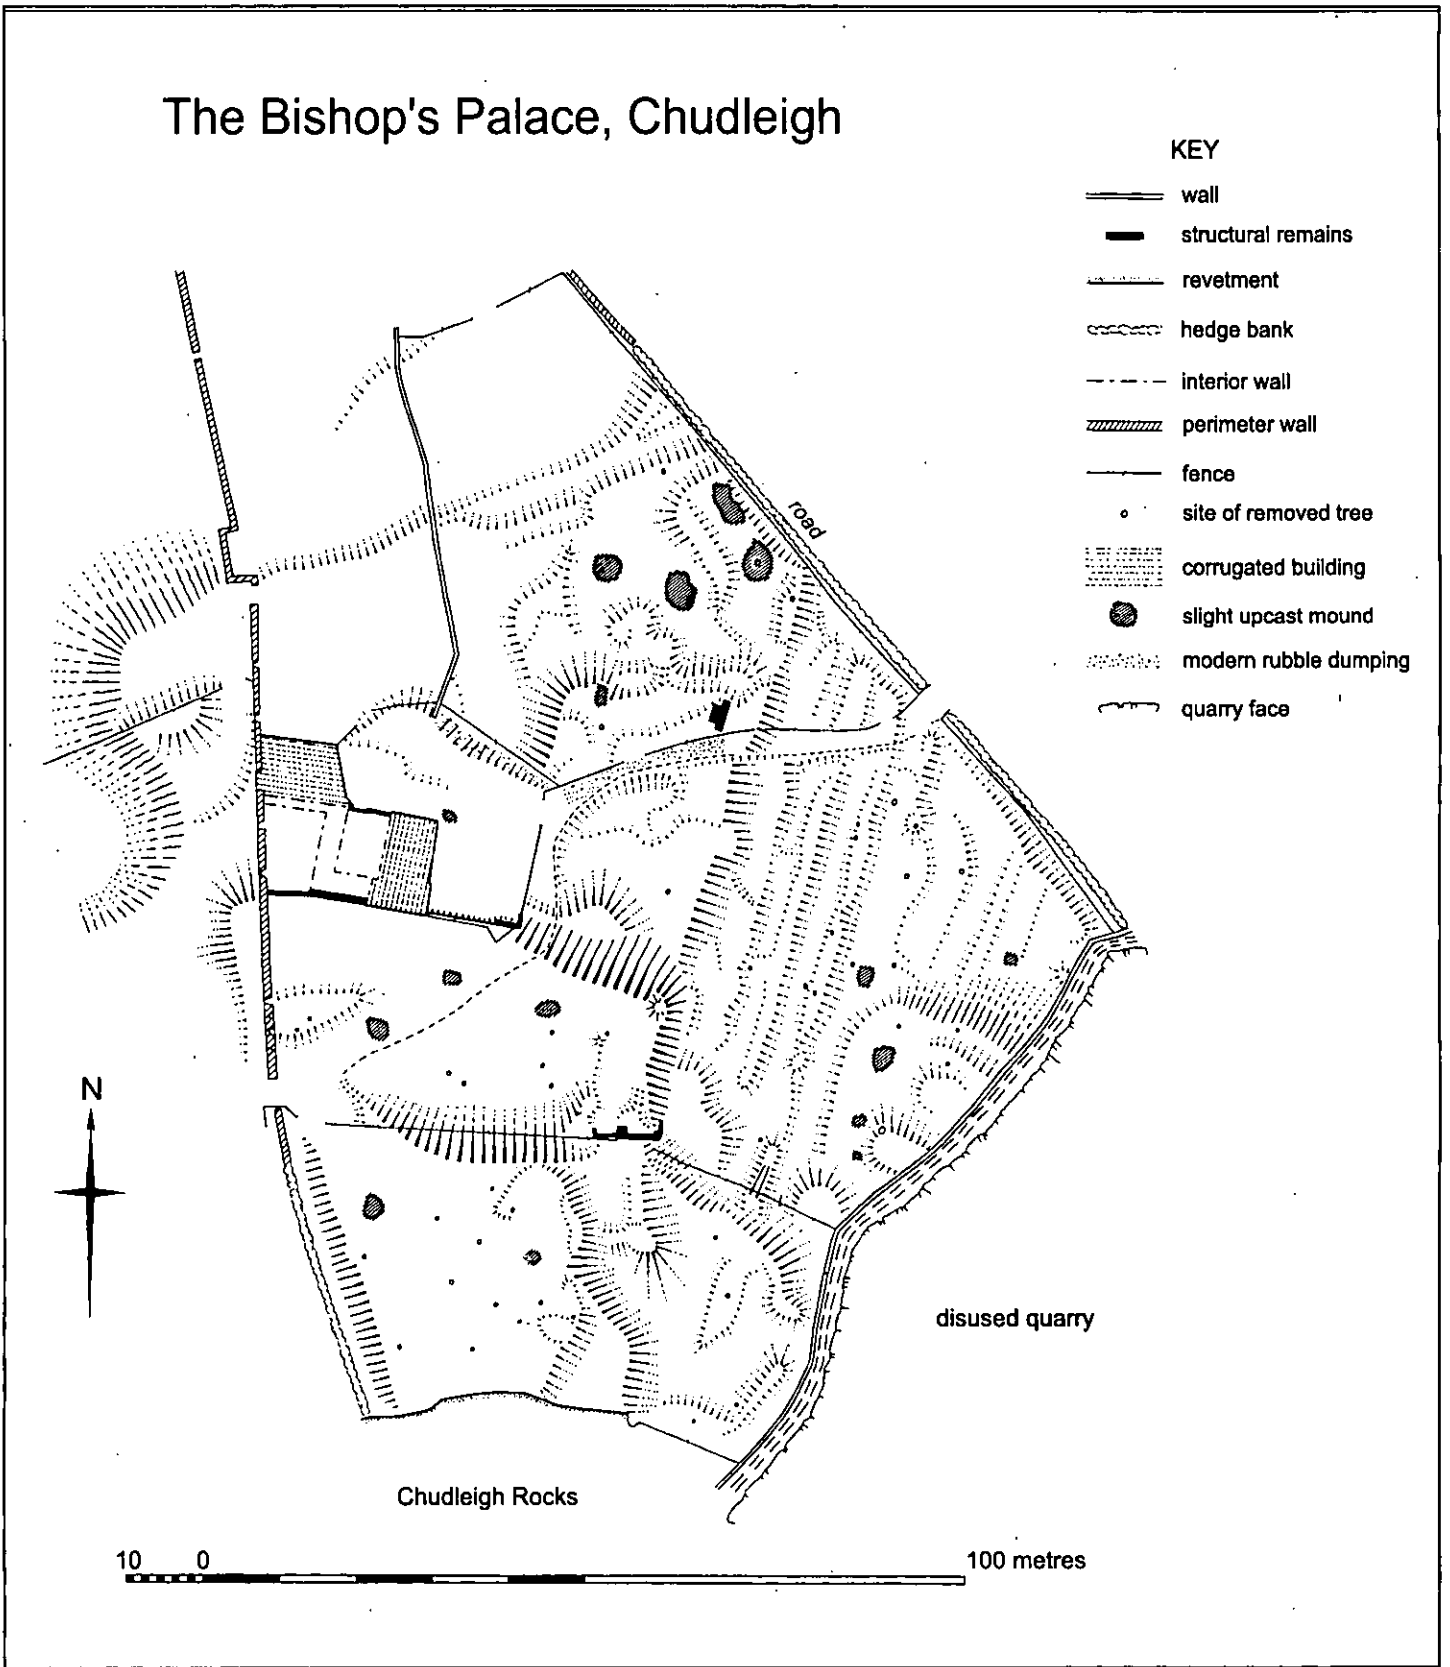 The Bishop's Palace, Chudleigh
KEY
wall
structural remains
revetment
hedge bank
interior wall
perimeter wall
fence
site of removed tree
corrugated building
slight upcast mound
modern rubble dumping
quarry face
road
N
disused quarry
Chudleigh Rocks
10 0 100 metres